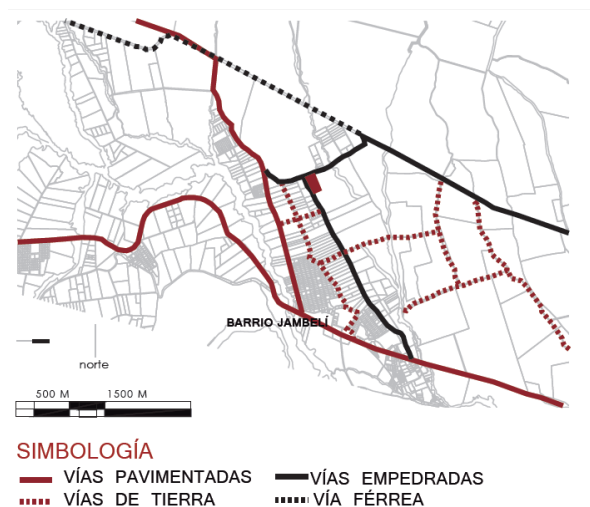 BARRIO JAMBELÍ
norte
500 M 1500 M
SIMBOLOGÍA
VÍAS PAVIMENTADAS VÍAS EMPEDRADAS
VÍAS DE TIERRA VÍA FÉRREA